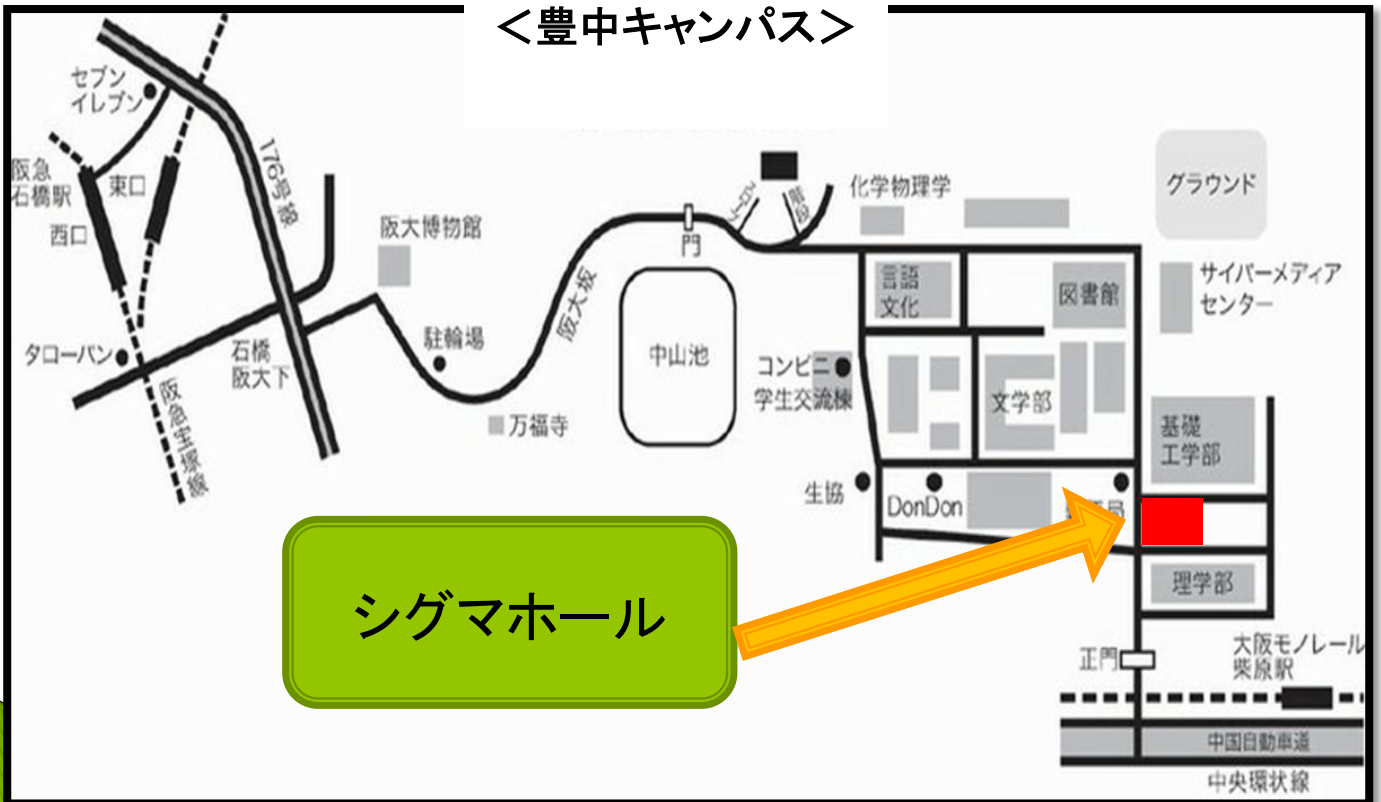 ＜豊中キャンパス＞
セブン
イレブン
阪急
石橋駅
東口
西口
176号線
阪大博物館
門
階段
化学物理学
グラウンド
言語
文化
図書館
サイバーメディア
センター
阪大坂
中山池
駐輪場
タローパン
石橋
阪大下
阪急宝塚線
万福寺
コンビニ
学生交流棟
文学部
基礎
工学部
生協
DonDon
局
シグマホール
理学部
正門
大阪モノレール
柴原駅
中国自動車道
中央環状線